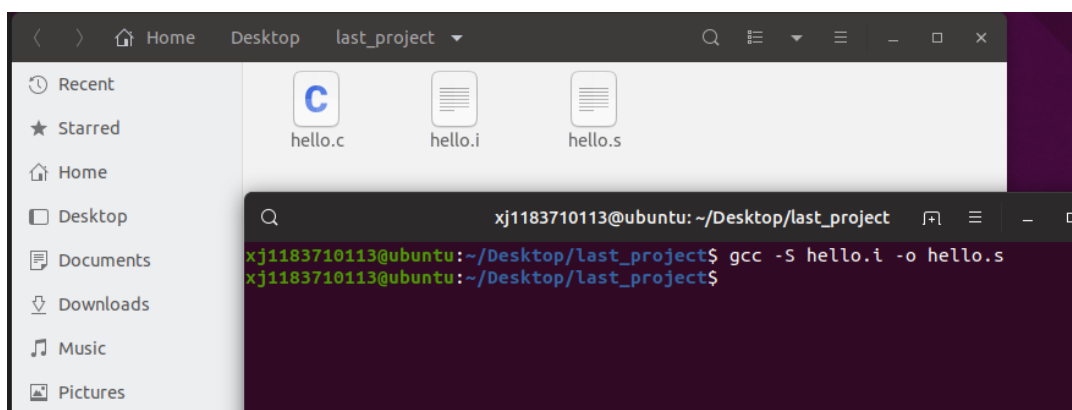 Home Desktop last_project
Recent
Starred
Home
Desktop
Documents
Downloads
Music
Pictures
C
hello.c hello.i hello.s
xj1183710113@ubuntu: ~/Desktop/last_project
xj1183710113@ubuntu:~/Desktop/last_project$ gcc -S hello.i -o hello.s
xj1183710113@ubuntu:~/Desktop/last_project$